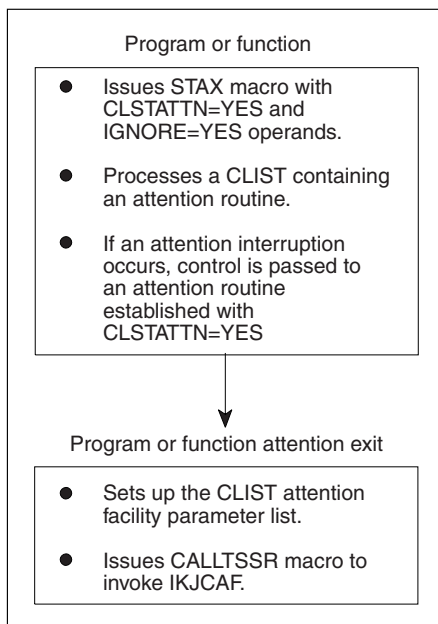 Program or function
● Issues STAX macro with
CLSTATTN=YES and
IGNORE=YES operands.
● Processes a CLIST containing
an attention routine.
● If an attention interruption
occurs, control is passed to
an attention routine
established with
CLSTATTN=YES
Program or function attention exit
● Sets up the CLIST attention
facility parameter list.
● Issues CALLTSSR macro to
invoke IKJCAF.